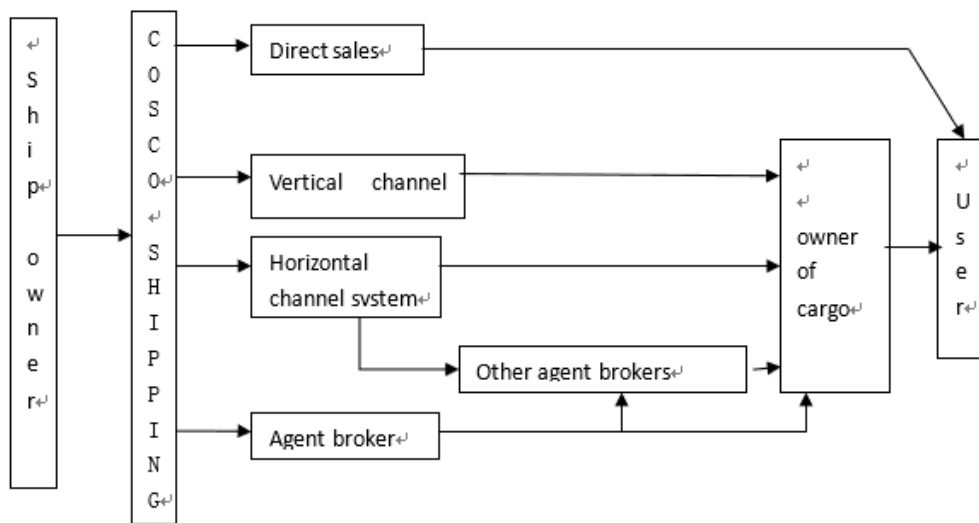 Ship owner
COSCO SHIPPING
Direct sales
Vertical channel
Horizontal
channel system
Other agent brokers
Agent broker
owner
of
cargo
User